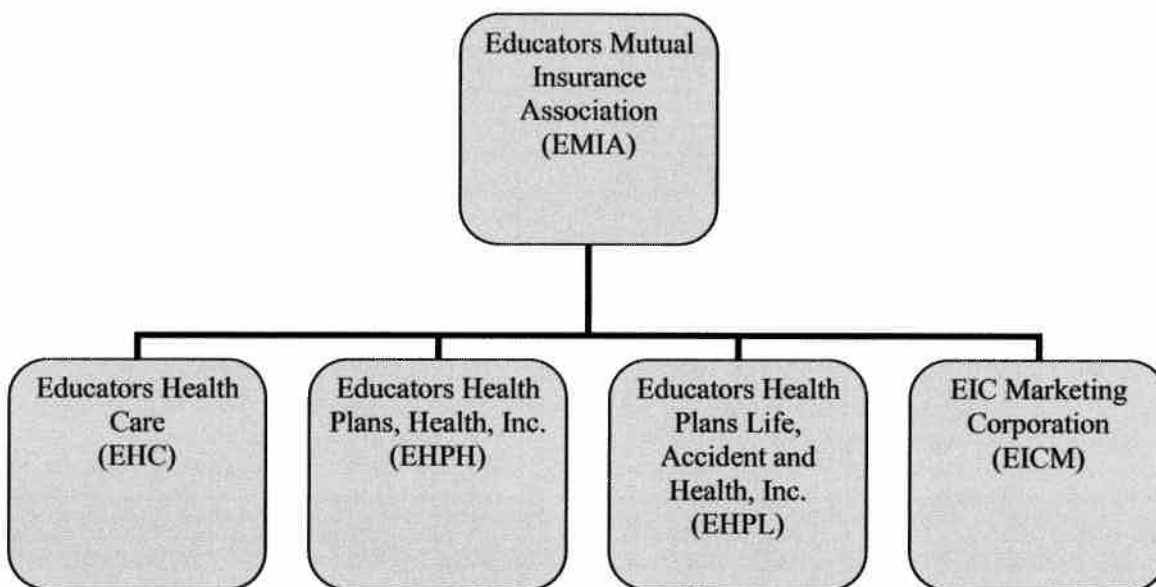 Educators Mutual
Insurance
Association
(EMIA)
Educators Health
Care
(EHC)
Educators Health
Plans, Health, Inc.
(EHPH)
Educators Health
Plans Life,
Accident and
Health, Inc.
(EHPL)
EIC Marketing
Corporation
(EICM)